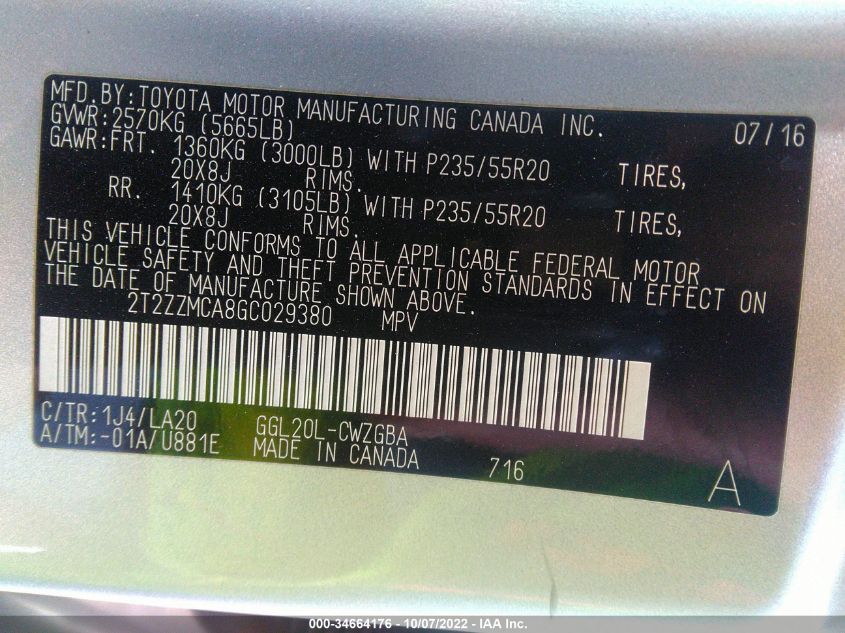 MFD.BY:TOYOTA MOTOR MANUFACTURING CANADA INC. 07/16
GVWR:2570KG (5665LB)
GAWR:FRT. 1360KG (3000LB) WITH P235/55R20 TIRES,
20X8J RIMS.
RR. 1410KG (3105LB) WITH P235/55R20 TIRES,
20X8J RIMS.
THIS VEHICLE CONFORMS TO ALL APPLICABLE FEDERAL MOTOR
VEHICLE SAFETY AND THEFT PREVENTION STANDARDS IN EFFECT ON
THE DATE OF MANUFACTURE SHOWN ABOVE.
2T2ZZMCA8GC029380 MPV
C/TR:1J4/LA20 GGL20L-CWZGBA
A/TM:-01A/U881E MADE IN CANADA 716 A
000-34664176 | 10/07/2022 - IAA Inc.